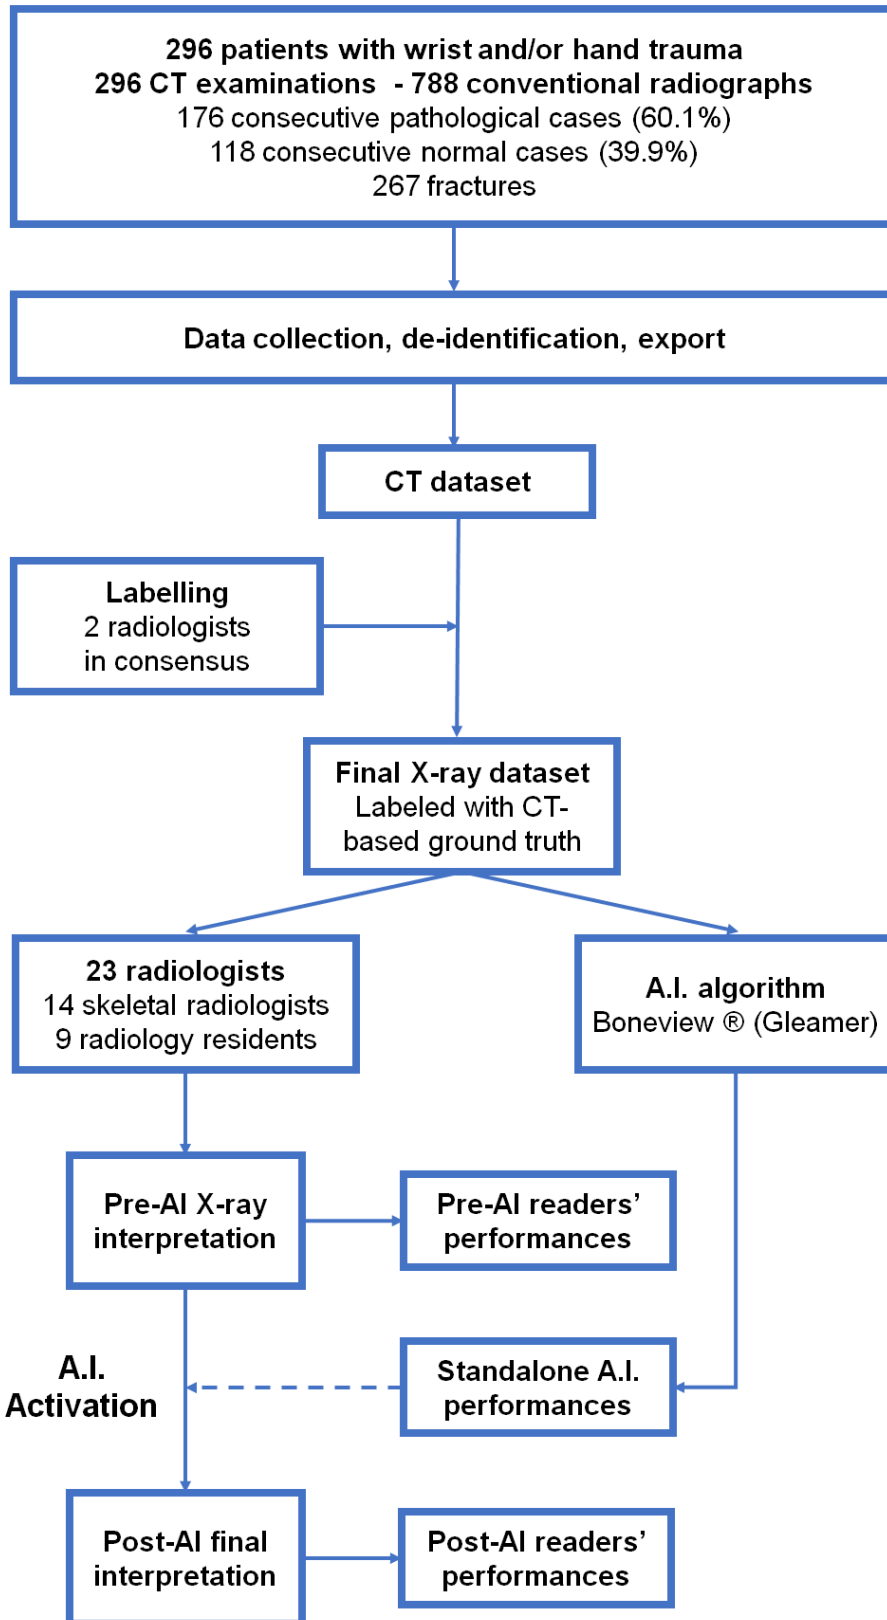 296 patients with wrist and/or hand trauma
296 CT examinations - 788 conventional radiographs
176 consecutive pathological cases (60.1%)
118 consecutive normal cases (39.9%)
267 fractures
Data collection, de-identification, export
CT dataset
Labelling
2 radiologists
in consensus
Final X-ray dataset
Labeled with CT-
based ground truth
23 radiologists
14 skeletal radiologists
9 radiology residents
A.I. algorithm
Boneview ® (Gleamer)
Pre-AI X-ray
interpretation
Pre-AI readers’
performances
A.I.
Activation
Standalone A.I.
performances
Post-AI final
interpretation
Post-AI readers’
performances